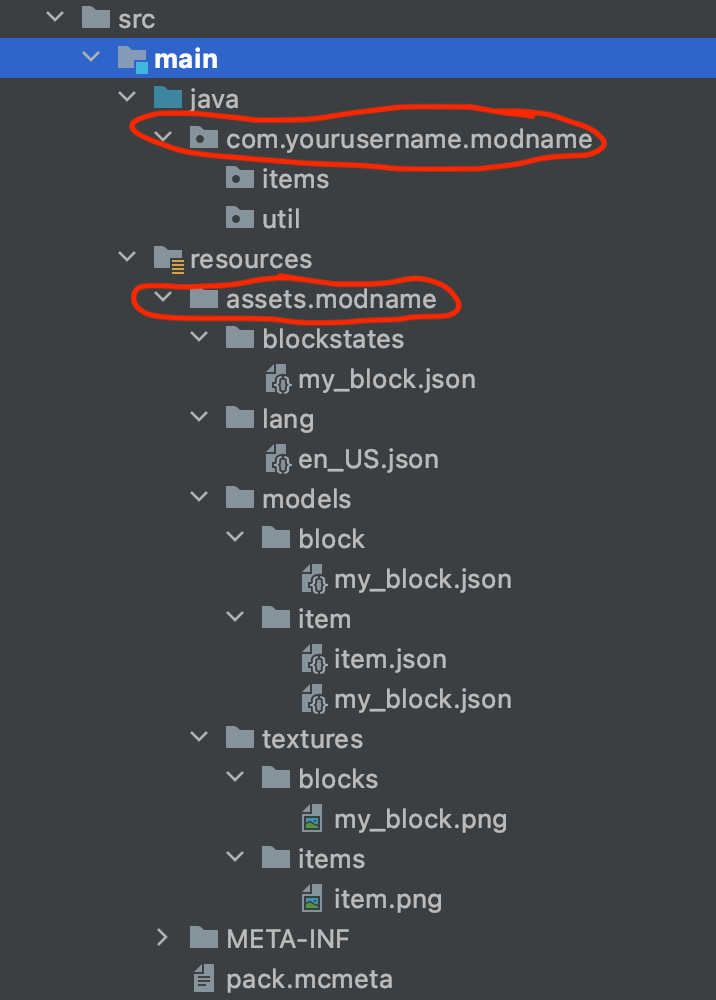 src
main
java
com.yourusername.modname
items
util
resources
assets.modname
blockstates
my_block.json
lang
en_US.json
models
block
my_block.json
item
item.json
my_block.json
textures
blocks
my_block.png
items
item.png
META-INF
pack.mcmeta